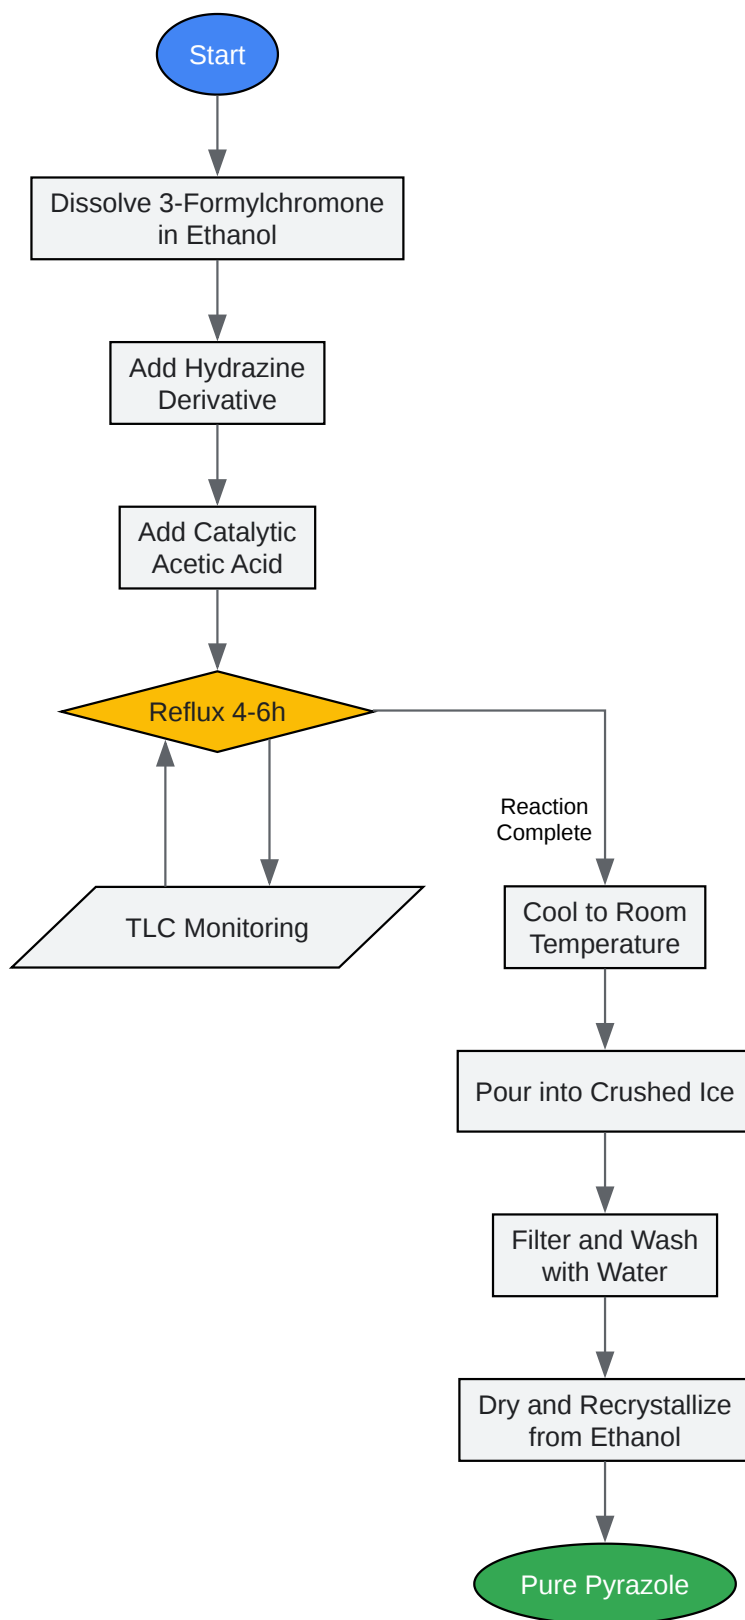 Start
Dissolve 3-Formylchromone
in Ethanol
Add Hydrazine
Derivative
Add Catalytic
Acetic Acid
Reflux 4-6h
Reaction
Complete
TLC Monitoring
Cool to Room
Temperature
Pour into Crushed Ice
Filter and Wash
with Water
Dry and Recrystallize
from Ethanol
Pure Pyrazole